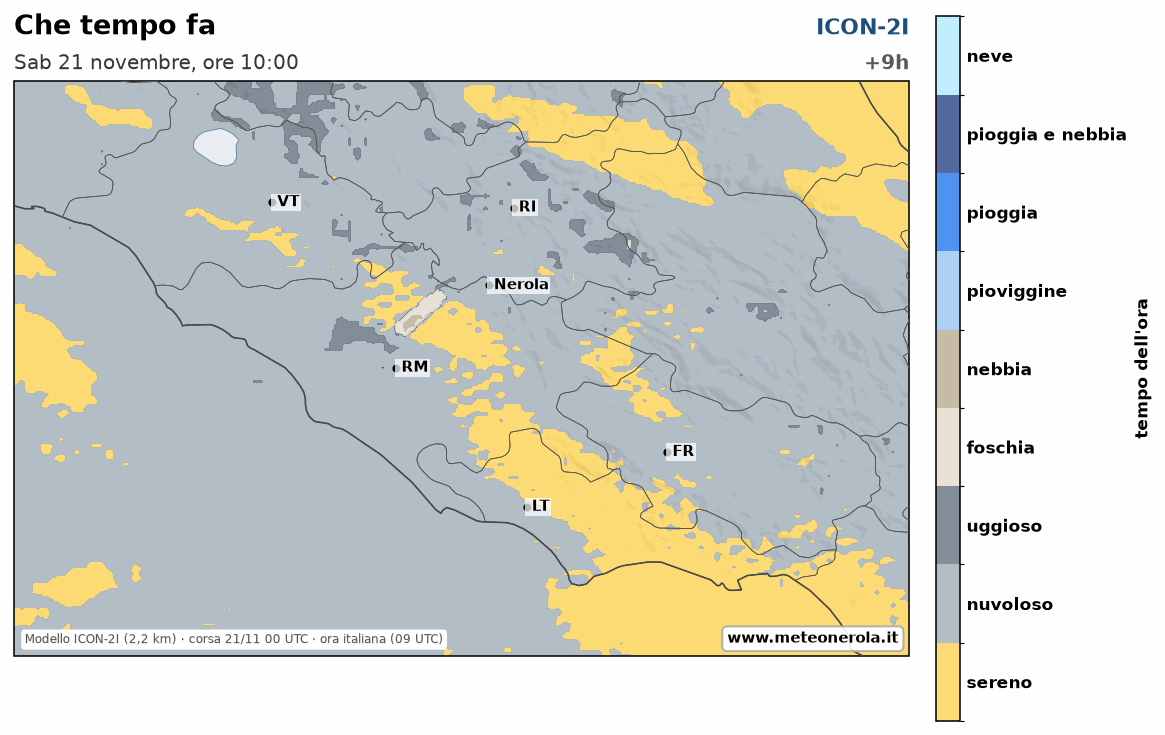 Che tempo fa
ICON-2I
Sab 21 novembre, ore 10:00
+9h
neve
pioggia e nebbia
pioggia
pioviggine
nebbia
foschia
uggioso
nuvoloso
sereno
tempo dell'ora
VT
RI
Nerola
RM
FR
LT
Modello ICON-2I (2,2 km) · corsa 21/11 00 UTC · ora italiana (09 UTC)
www.meteonerola.it